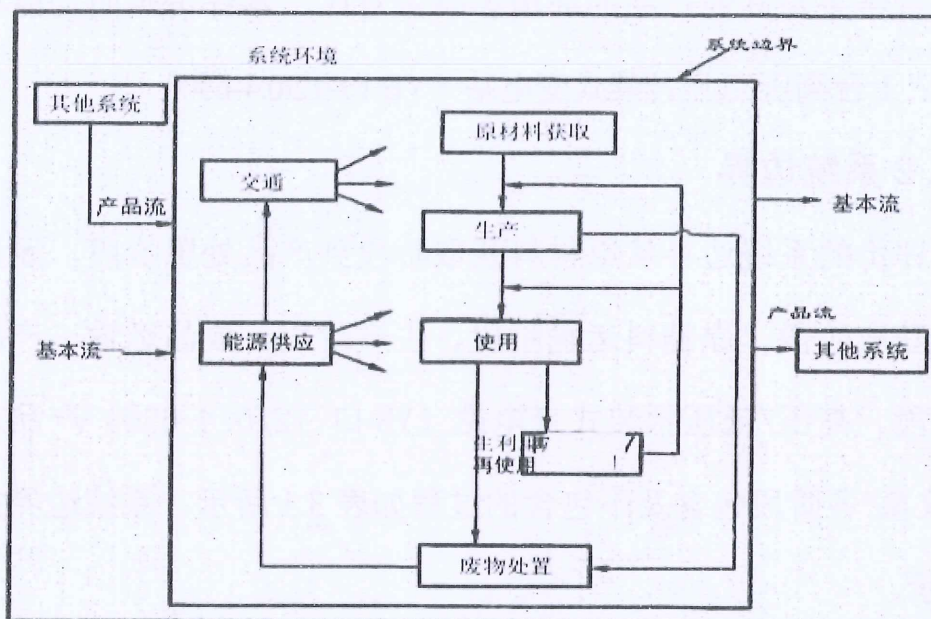 系统环境
系统边界
其他系统
原材料获取
交通
产品流
基本流
生产
产品流
基本流
能源供应
使用
其他系统
生利
再使用
废物处置